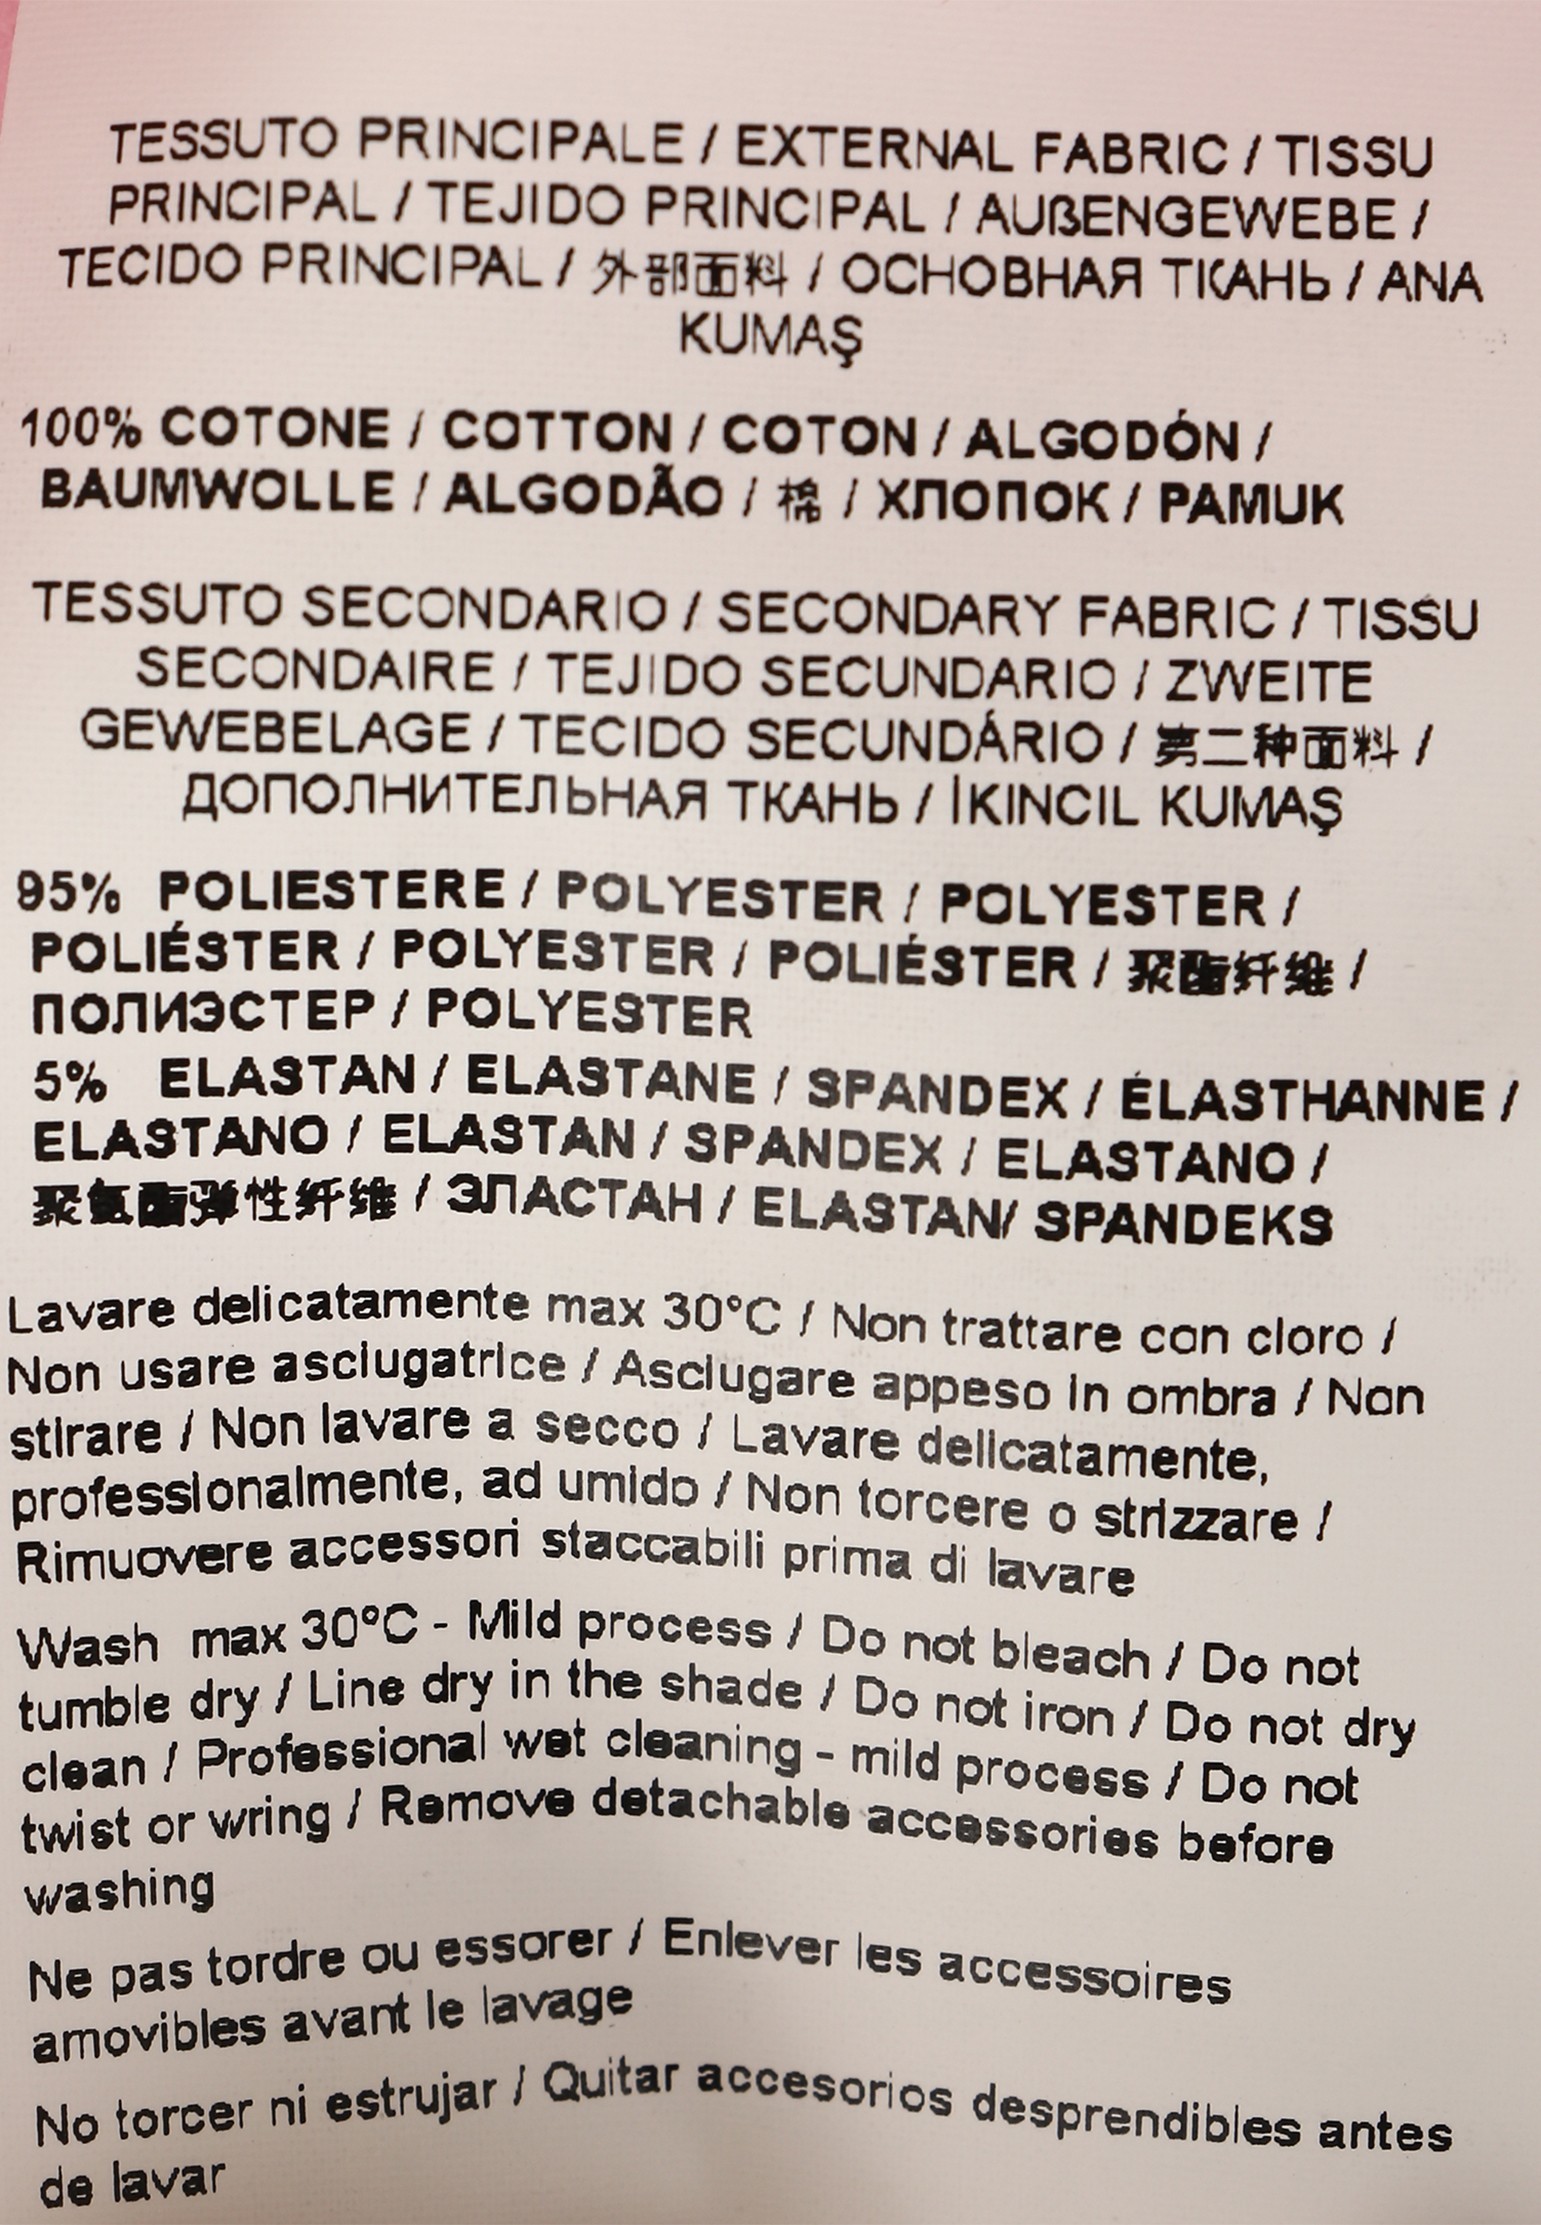 TESSUTO PRINCIPALE / EXTERNAL FABRIC / TISSU
PRINCIPAL / TEJIDO PRINCIPAL / AUßENGEWEBE /
TECIDO PRINCIPAL / 外部面料 / ОСНОВНАЯ ТКАНЬ / ANA
KUMAŞ
100% COTONE / COTTON / COTON / ALGODÓN /
BAUMWOLLE / ALGODÃO / 棉 / ХЛОПОК / PAMUK
TESSUTO SECONDARIO / SECONDARY FABRIC / TISSU
SECONDAIRE / TEJIDO SECUNDARIO / ZWEITE
GEWEBELAGE / TECIDO SECUNDÁRIO / 第二种面料 /
ДОПОЛНИТЕЛЬНАЯ ТКАНЬ / İKINCIL KUMAŞ
95% POLIESTERE / POLYESTER / POLYESTER /
POLIÉSTER / POLYESTER / POLIÉSTER / 聚酯纤维 /
ПОЛИЭСТЕР / POLYESTER
5% ELASTAN / ELASTANE / SPANDEX / ÉLASTHANNE /
ELASTANO / ELASTAN / SPANDEX / ELASTANO /
聚氨酯弹性纤维 / ЭЛАСТАН / ELASTAN/ SPANDEKS
Lavare delicatamente max 30°C / Non trattare con cloro /
Non usare asciugatrice / Asciugare appeso in ombra / Non
stirare / Non lavare a secco / Lavare delicatamente,
professionalmente, ad umido / Non torcere o strizzare /
Rimuovere accessori staccabili prima di lavare
Wash max 30°C - Mild process / Do not bleach / Do not
tumble dry / Line dry in the shade / Do not iron / Do not dry
clean / Professional wet cleaning - mild process / Do not
twist or wring / Remove detachable accessories before
washing
Ne pas tordre ou essorer / Enlever les accessoires
amovibles avant le lavage
No torcer ni estrujar / Quitar accesorios desprendibles antes
de lavar